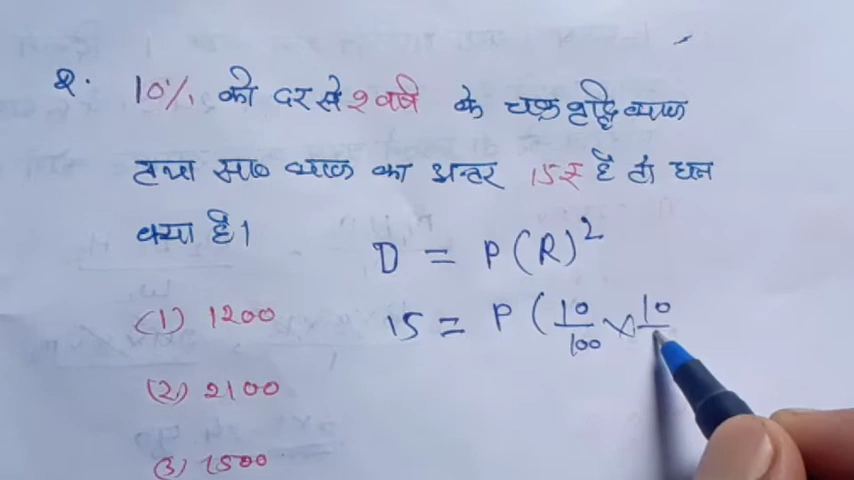 2. 10% की दर से 2 वर्ष के चक्रवृद्धि ब्याज
तथा सा० ब्याज का अन्तर 15₹ है तो धन
क्या है।
D = P(R)²
15 = P(10/100 × 10/
(1) 1200
(2) 2100
(3) 1500